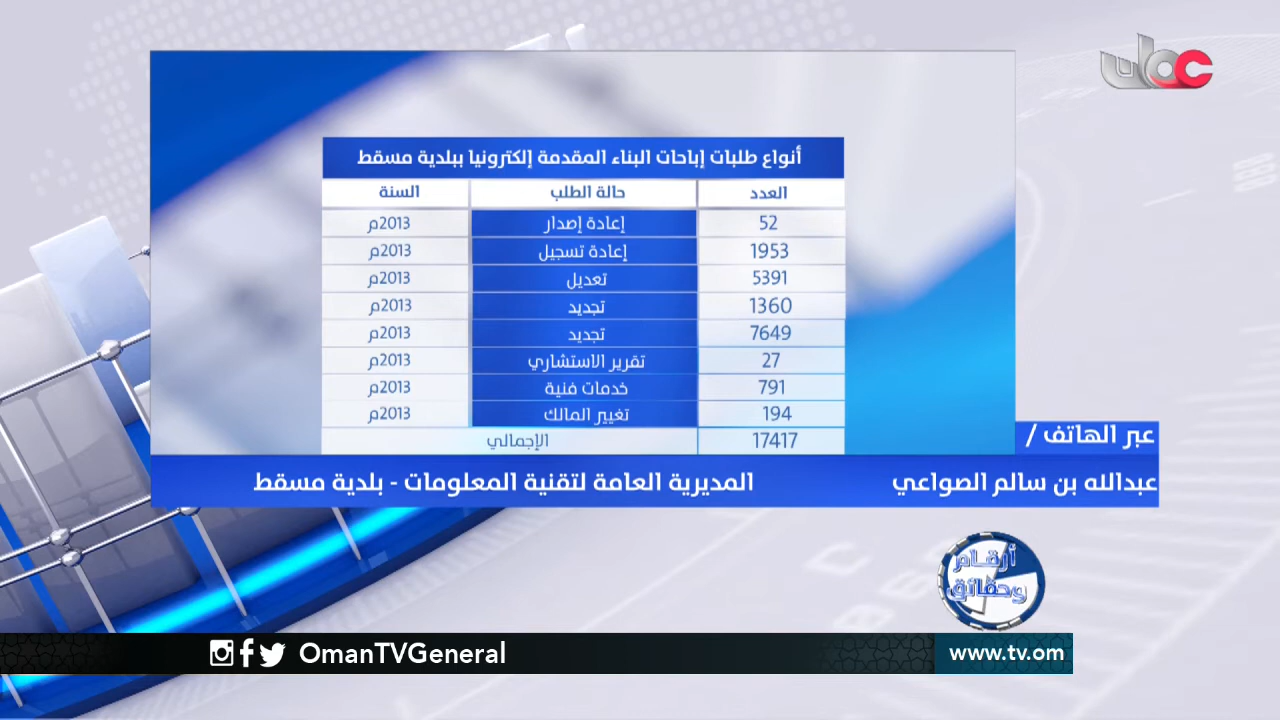 عمان
أنواع طلبات إباحات البناء المقدمة إلكترونيا ببلدية مسقط
العدد حالة الطلب السنة
52 إعادة إصدار 2013م
1953 إعادة تسجيل 2013م
5391 تعديل 2013م
1360 تجديد 2013م
7649 تجديد 2013م
27 تقرير الاستشاري 2013م
791 خدمات فنية 2013م
194 تغيير المالك 2013م
17417 الإجمالي
عبر الهاتف /
عبدالله بن سالم الصواعي المديرية العامة لتقنية المعلومات - بلدية مسقط
أرقام
وحقائق
OmanTVGeneral www.tv.om